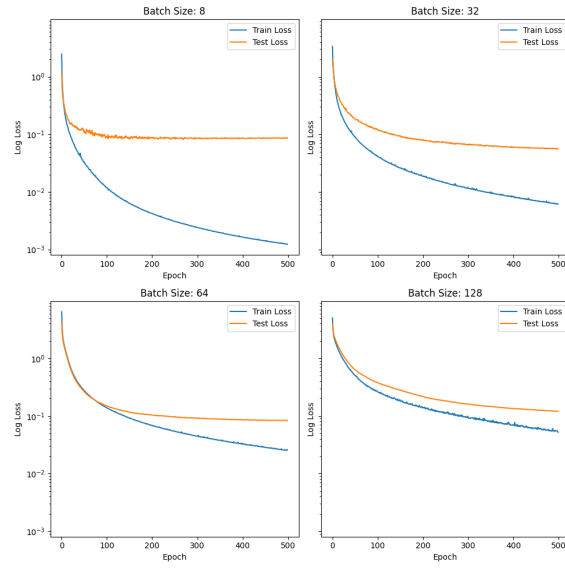 Batch Size: 8
Train Loss
Test Loss
10⁰
10⁻¹
10⁻²
10⁻³
Log Loss
0 100 200 300 400 500
Epoch
Batch Size: 32
Train Loss
Test Loss
Log Loss
0 100 200 300 400 500
Epoch
Batch Size: 64
Train Loss
Test Loss
10⁰
10⁻¹
10⁻²
10⁻³
Log Loss
0 100 200 300 400 500
Epoch
Batch Size: 128
Train Loss
Test Loss
Log Loss
0 100 200 300 400 500
Epoch